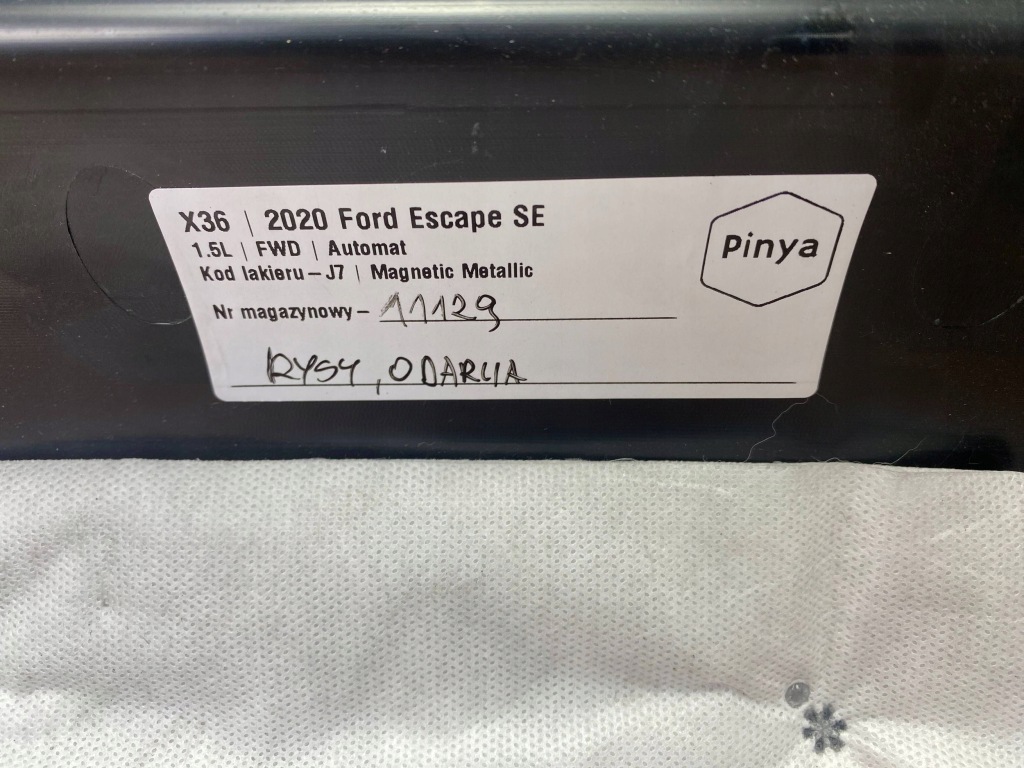 X36 | 2020 Ford Escape SE
1.5L | FWD | Automat
Kod lakieru – J7 | Magnetic Metallic
Nr magazynowy – 11129
RYSY, ODARCIA
Pinya